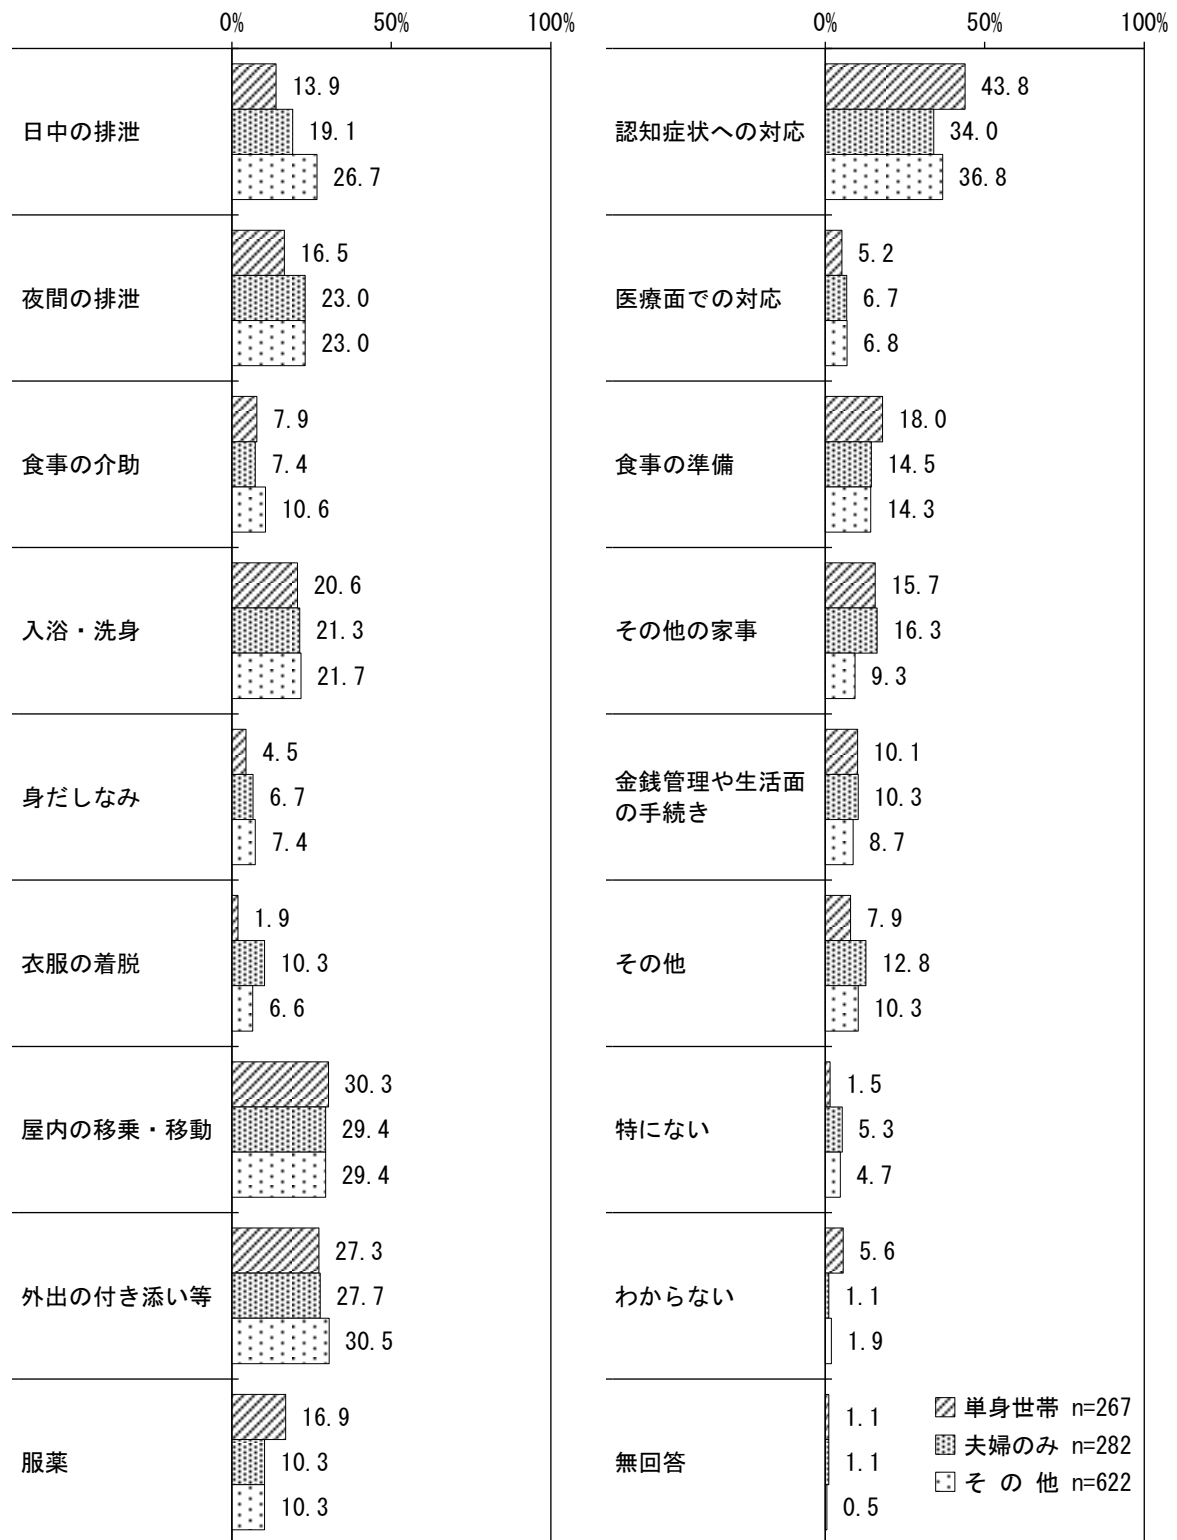 0% 50% 100%
日中の排泄
13.9
19.1
26.7
夜間の排泄
16.5
23.0
23.0
食事の介助
7.9
7.4
10.6
入浴・洗身
20.6
21.3
21.7
身だしなみ
4.5
6.7
7.4
衣服の着脱
1.9
10.3
6.6
屋内の移乗・移動
30.3
29.4
29.4
外出の付き添い等
27.3
27.7
30.5
服薬
16.9
10.3
10.3
0% 50% 100%
認知症状への対応
43.8
34.0
36.8
医療面での対応
5.2
6.7
6.8
食事の準備
18.0
14.5
14.3
その他の家事
15.7
16.3
9.3
金銭管理や生活面
の手続き
10.1
10.3
8.7
その他
7.9
12.8
10.3
特にない
1.5
5.3
4.7
わからない
5.6
1.1
1.9
無回答
1.1
1.1
0.5
単身世帯 n=267
夫婦のみ n=282
そ の 他 n=622